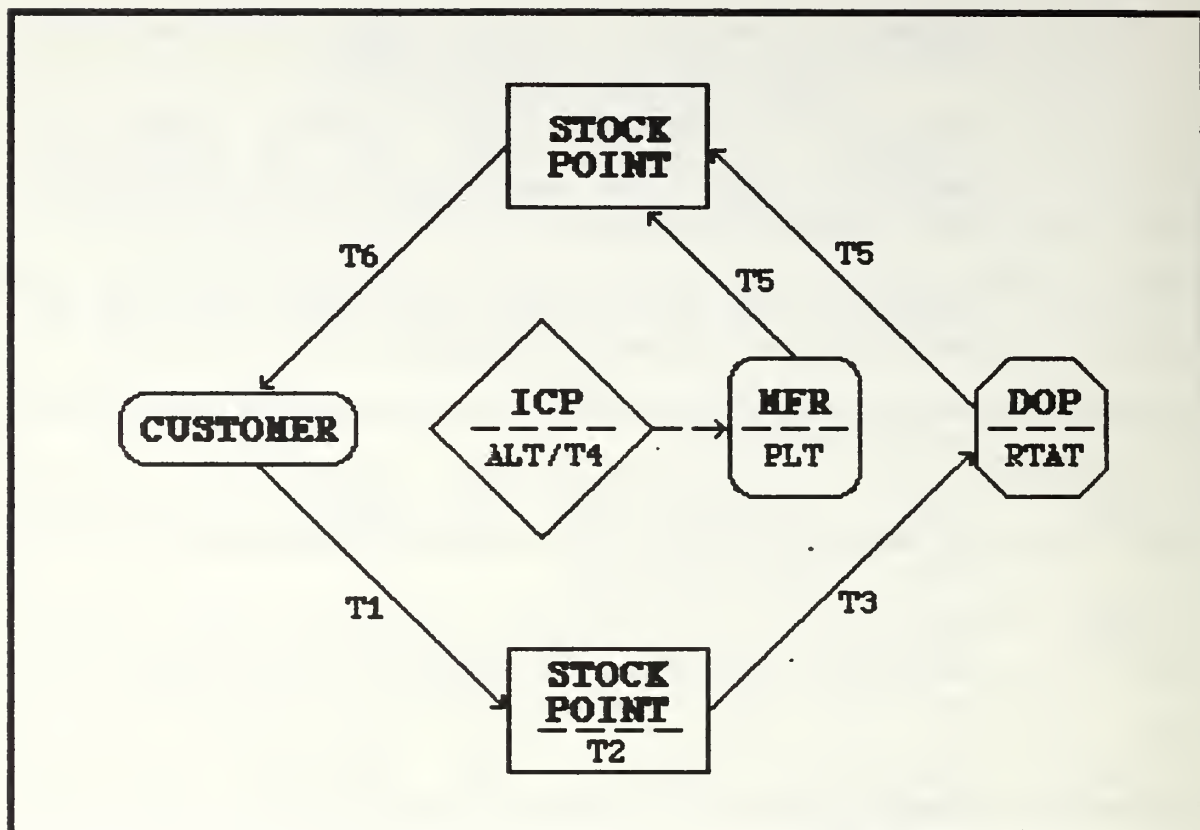 STOCK
POINT
T6
T5
T5
ICP
ALT/T4
MFR
PLT
DOP
RTAT
CUSTOMER
T1
T3
STOCK
POINT
T2